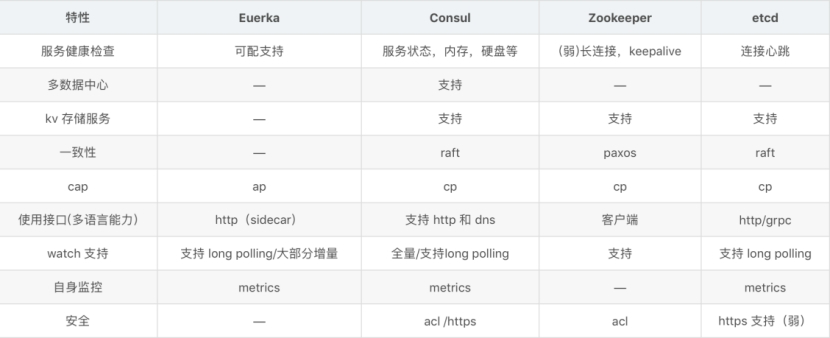 特性 Euerka Consul Zookeeper etcd
服务健康检查 可配支持 服务状态，内存，硬盘等 (弱)长连接，keepalive 连接心跳
多数据中心 — 支持 — —
kv 存储服务 — 支持 支持 支持
一致性 — raft paxos raft
cap ap cp cp cp
使用接口(多语言能力) http（sidecar） 支持 http 和 dns 客户端 http/grpc
watch 支持 支持 long polling/大部分增量 全量/支持long polling 支持 支持 long polling
自身监控 metrics metrics — metrics
安全 — acl /https acl https 支持（弱）